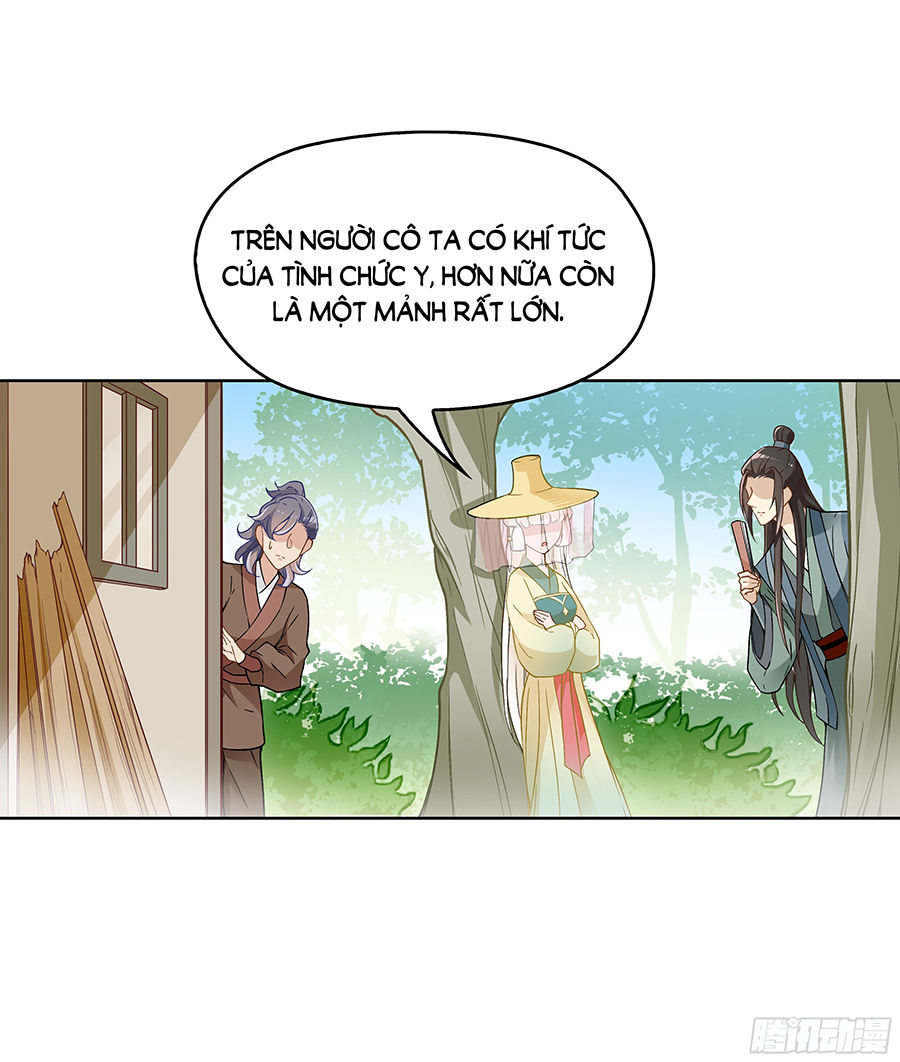 TRÊN NGƯỜI CÔ TA CÓ KHÍ TỨC
CỦA TÌNH CHỨC Y, HƠN NỮA CÒN
LÀ MỘT MẢNH RẤT LỚN.
腾讯动漫